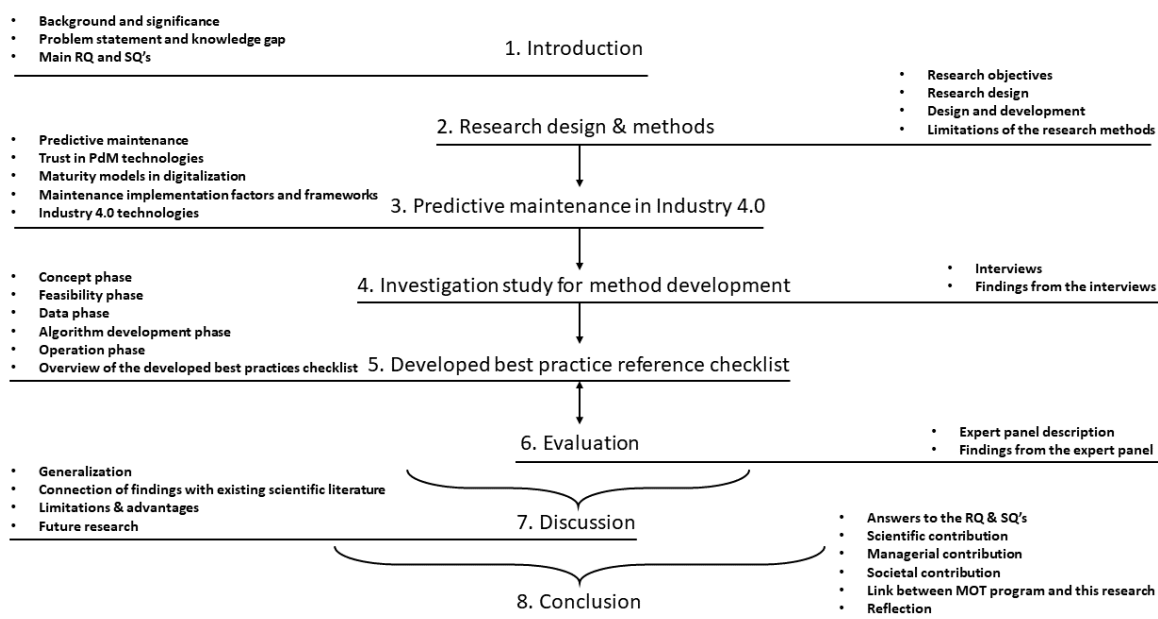 • Background and significance
• Problem statement and knowledge gap
• Main RQ and SQ's
1. Introduction
• Research objectives
• Research design
• Design and development
• Limitations of the research methods
2. Research design & methods
• Predictive maintenance
• Trust in PdM technologies
• Maturity models in digitalization
• Maintenance implementation factors and frameworks
• Industry 4.0 technologies
3. Predictive maintenance in Industry 4.0
• Interviews
• Findings from the interviews
4. Investigation study for method development
• Concept phase
• Feasibility phase
• Data phase
• Algorithm development phase
• Operation phase
• Overview of the developed best practices checklist
5. Developed best practice reference checklist
• Expert panel description
• Findings from the expert panel
6. Evaluation
• Generalization
• Connection of findings with existing scientific literature
• Limitations & advantages
• Future research
7. Discussion
• Answers to the RQ & SQ's
• Scientific contribution
• Managerial contribution
• Societal contribution
• Link between MOT program and this research
• Reflection
8. Conclusion